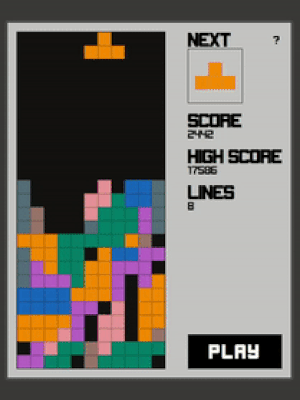 NEXT ?
SCORE
2442
HIGH SCORE
17586
LINES
8
PLAY